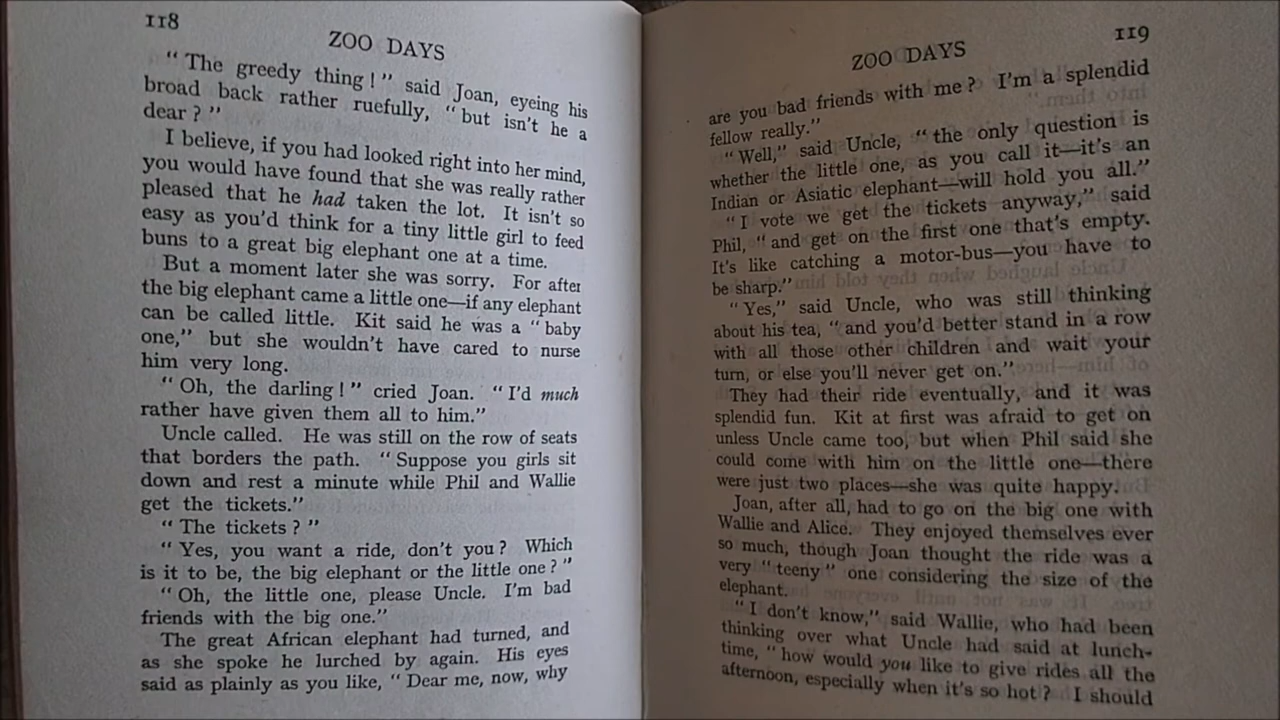 118
ZOO DAYS
“ The greedy thing ! ” said Joan, eyeing his
broad back rather ruefully, “ but isn't he a
dear ? ”
I believe, if you had looked right into her mind,
you would have found that she was really rather
pleased that he had taken the lot. It isn't so
easy as you'd think for a tiny little girl to feed
buns to a great big elephant one at a time.
But a moment later she was sorry. For after
the big elephant came a little one—if any elephant
can be called little. Kit said he was a “ baby
one,” but she wouldn't have cared to nurse
him very long.
“ Oh, the darling ! ” cried Joan. “ I'd much
rather have given them all to him.”
Uncle called. He was still on the row of seats
that borders the path. “ Suppose you girls sit
down and rest a minute while Phil and Wallie
get the tickets.”
“ The tickets ? ”
“ Yes, you want a ride, don't you ? Which
is it to be, the big elephant or the little one ? ”
“ Oh, the little one, please Uncle. I'm bad
friends with the big one.”
The great African elephant had turned, and
as she spoke he lurched by again. His eyes
said as plainly as you like, “ Dear me, now, why
119
ZOO DAYS
are you bad friends with me ? I'm a splendid
fellow really.”
“ Well,” said Uncle, “ the only question is
whether the little one, as you call it—it's an
Indian or Asiatic elephant—will hold you all.”
“ I vote we get the tickets anyway,” said
Phil, “ and get on the first one that's empty.
It's like catching a motor-bus—you have to
be sharp.”
“ Yes,” said Uncle, who was still thinking
about his tea, “ and you'd better stand in a row
with all those other children and wait your
turn, or else you'll never get on.”
They had their ride eventually, and it was
splendid fun. Kit at first was afraid to get on
unless Uncle came too, but when Phil said she
could come with him on the little one—there
were just two places—she was quite happy.
Joan, after all, had to go on the big one with
Wallie and Alice. They enjoyed themselves ever
so much, though Joan thought the ride was a
very “ teeny ” one considering the size of the
elephant.
“ I don't know,” said Wallie, who had been
thinking over what Uncle had said at lunch-
time, “ how would you like to give rides all the
afternoon, especially when it's so hot ? I should